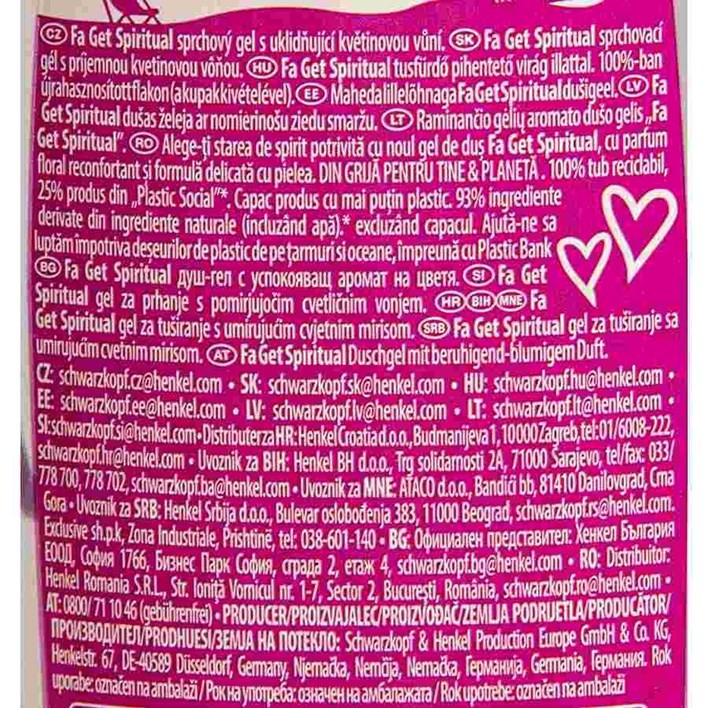 CZ Fa Get Spiritual sprchový gel s uklidňující květinovou vůní. SK Fa Get Spiritual sprchovací
gél s príjemnou kvetinovou vôňou. HU Fa Get Spiritual tusfürdő pihentető virág illattal. 100%-ban
újrahasznosított flakon (a kupak kivételével). EE Mahedalillelõhnaga Fa Get Spiritual dušigeel. LV Fa
Get Spiritual dušas želeja ar nomierinošu ziedu smaržu. LT Raminančio gėlių aromato dušo gelis „Fa
Get Spiritual". RO Alege-ți starea de spirit potrivită cu noul gel de duș Fa Get Spiritual, cu parfum
floral reconfortant si formulă delicată cu pielea. DIN GRIJĂ PENTRU TINE & PLANETĂ. 100% tub reciclabil,
25% produs din „Plastic Social"*. Capac produs cu mai puțin plastic. 93% ingrediente
derivate din ingrediente naturale (incluzând apă).* excluzând capacul. Ajută-ne sa
luptăm împotriva deșeurilor de plastic de pe țarmuri si oceane, împreună cu Plastic Bank
BG Fa Get Spiritual душ-гел с успокояващ аромат на цветя. SI Fa Get
Spiritual gel za prhanje s pomirjujočim cvetličnim vonjem. HR BIH MNE Fa
Get Spiritual gel za tuširanje s umirujućim cvjetnim mirisom. SRB Fa Get Spiritual gel za tuširanje sa
umirujućim cvetnim mirisom. AT Fa Get Spiritual Duschgel mit beruhigend-blumigem Duft.
CZ: schwarzkopf.cz@henkel.com • SK: schwarzkopf.sk@henkel.com • HU: schwarzkopf.hu@henkel.com •
EE: schwarzkopf.ee@henkel.com • LV: schwarzkopf.lv@henkel.com • LT: schwarzkopf.lt@henkel.com •
SI: schwarzkopf.si@henkel.com • Distributer za HR: Henkel Croatia d.o.o., Budmanijeva 1, 10000 Zagreb, tel: 01/6008-222,
schwarzkopf.hr@henkel.com • Uvoznik za BIH: Henkel BH d.o.o., Trg solidarnosti 2A, 71000 Sarajevo, tel/fax: 033/
778 700, 778 702, schwarzkopf.ba@henkel.com • Uvoznik za MNE: ATACO d.o.o., Bandići bb, 81410 Danilovgrad, Crna
Gora • Uvoznik za SRB: Henkel Srbija d.o.o., Bulevar oslobođenja 383, 11000 Beograd, schwarzkopf.rs@henkel.com.
Exclusive sh.p.k, Zona Industriale, Prishtinë, tel: 038-601-140 • BG: Официален представител: Хенкел България
ЕООД, София 1766, Бизнес Парк София, сграда 2, етаж 4, schwarzkopf.bg@henkel.com • RO: Distribuitor:
Henkel Romania S.R.L., Str. Ioniță Vornicul nr. 1-7, Sector 2, București, România, schwarzkopf.ro@henkel.com •
AT: 0800/ 71 10 46 (gebührenfrei) • PRODUCER/PROIZVAJALEC/PROIZVOĐAČ/ZEMLJA PODRIJETLA/PRODUCĂTOR/
ПРОИЗВОДИТЕЛ/PRODHUESI/ЗЕМЈА НА ПОТЕКЛО: Schwarzkopf & Henkel Production Europe GmbH & Co. KG,
Henkelstr. 67, DE-40589 Düsseldorf, Germany, Njemačka, Nemčija, Nemačka, Германија, Germania, Германия. Rok
uporabe: označen na ambalaži / Рок на употреба: означен на амбалажата / Rok upotrebe: označen na ambalaži